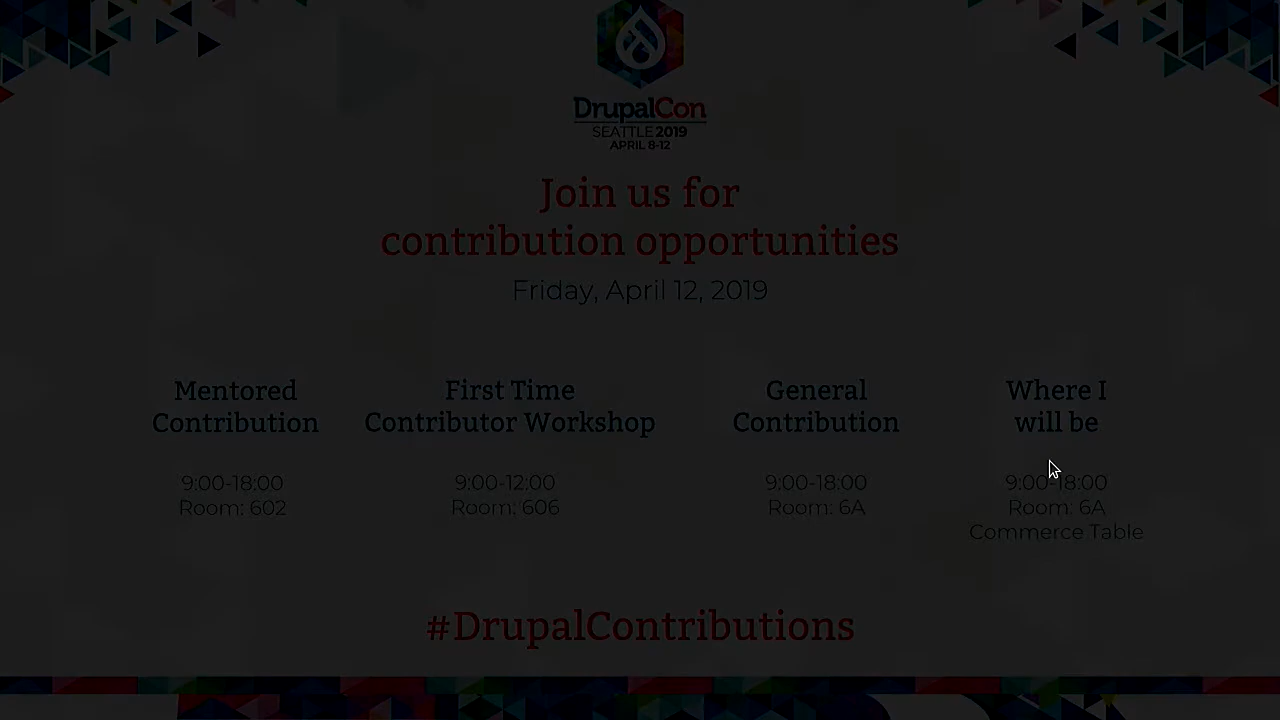 DrupalCon
SEATTLE 2019
APRIL 8-12
Join us for
contribution opportunities
Friday, April 12, 2019
Mentored
Contribution
9:00-18:00
Room: 602
First Time
Contributor Workshop
9:00-12:00
Room: 606
General
Contribution
9:00-18:00
Room: 6A
Where I
will be
9:00-18:00
Room: 6A
Commerce Table
#DrupalContributions